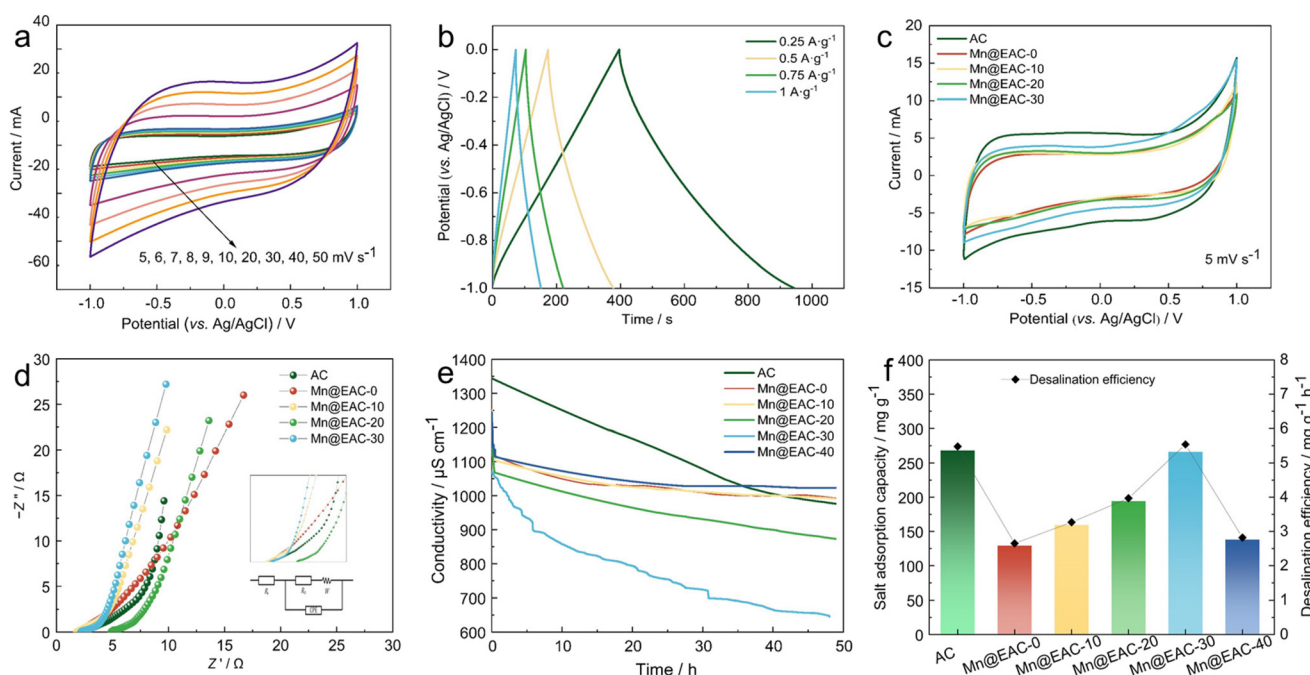 a
Current / mA
40
20
0
-20
-40
-60
5, 6, 7, 8, 9, 10, 20, 30, 40, 50 mV s⁻¹
-1.0 -0.5 0.0 0.5 1.0
Potential (vs. Ag/AgCl) / V
b
Potential (vs. Ag/AgCl) / V
0.0
-0.2
-0.4
-0.6
-0.8
-1.0
0.25 A·g⁻¹
0.5 A·g⁻¹
0.75 A·g⁻¹
1 A·g⁻¹
0 200 400 600 800 1000
Time / s
c
Current / mA
20
15
10
5
0
-5
-10
-15
AC
Mn@EAC-0
Mn@EAC-10
Mn@EAC-20
Mn@EAC-30
5 mV s⁻¹
-1.0 -0.5 0.0 0.5 1.0
Potential (vs. Ag/AgCl) / V
d
-Z'' / Ω
30
25
20
15
10
5
0
AC
Mn@EAC-0
Mn@EAC-10
Mn@EAC-20
Mn@EAC-30
W
CPE
0 5 10 15 20 25 30
Z' / Ω
e
Conductivity / μS cm⁻¹
1400
1300
1200
1100
1000
900
800
700
600
AC
Mn@EAC-0
Mn@EAC-10
Mn@EAC-20
Mn@EAC-30
Mn@EAC-40
0 10 20 30 40 50
Time / h
f
Salt adsorption capacity / mg g⁻¹
400
350
300
250
200
150
100
50
0
Desalination efficiency
8
7
6
5
4
3
2
1
0
Desalination efficiency / mg g⁻¹ h⁻¹
AC
Mn@EAC-0
Mn@EAC-10
Mn@EAC-20
Mn@EAC-30
Mn@EAC-40